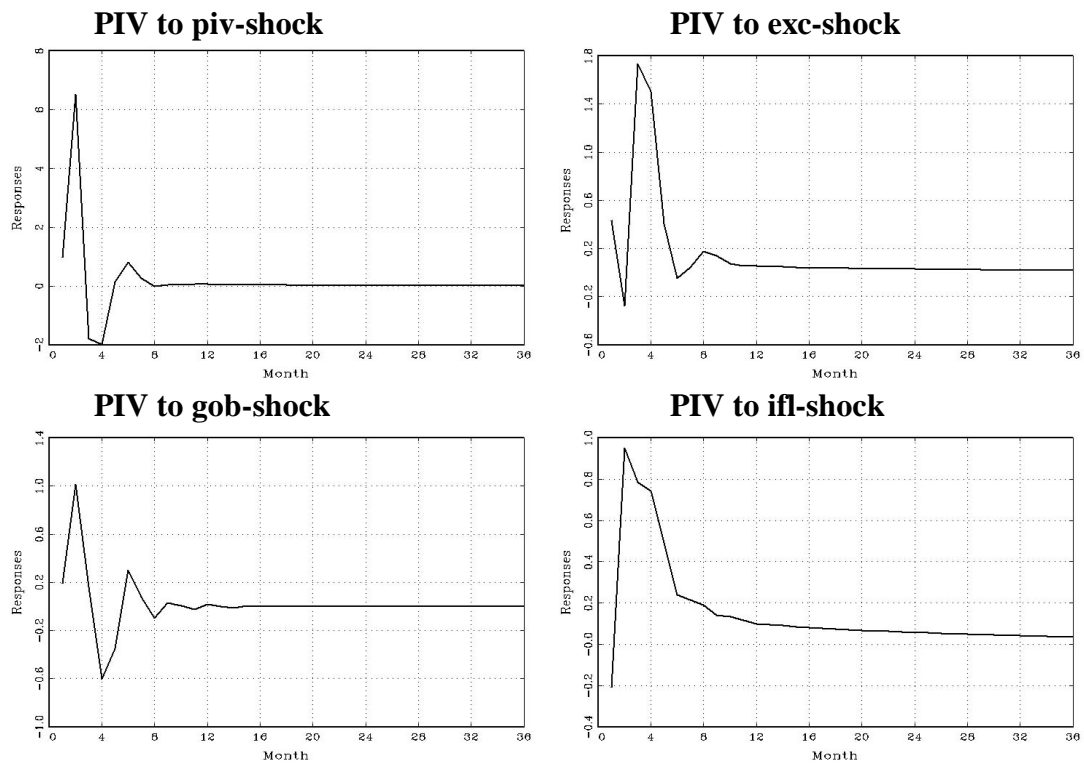 PIV to piv-shock
8
6
4
2
0
-2
Responses
0 4 8 12 16 20 24 28 32 36
Month
PIV to exc-shock
1.8
1.4
1.0
0.6
0.2
-0.2
-0.6
Responses
0 4 8 12 16 20 24 28 32 36
Month
PIV to gob-shock
1.4
1.0
0.6
0.2
-0.2
-0.6
-1.0
Responses
0 4 8 12 16 20 24 28 32 36
Month
PIV to ifl-shock
1.0
0.8
0.6
0.4
0.2
-0.0
-0.2
-0.4
Responses
0 4 8 12 16 20 24 28 32 36
Month